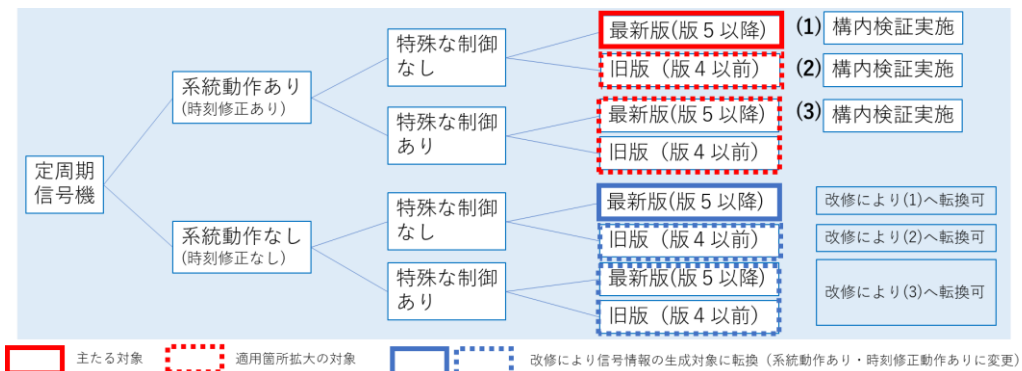 特殊な制御
なし
最新版(版５以降)
(1)
構内検証実施
系統動作あり
(時刻修正あり)
旧版（版４以前）
(2)
構内検証実施
特殊な制御
あり
最新版(版５以降)
(3)
構内検証実施
旧版（版４以前）
定周期
信号機
特殊な制御
なし
最新版(版５以降)
改修により(1)へ転換可
系統動作なし
(時刻修正なし)
旧版（版４以前）
改修により(2)へ転換可
特殊な制御
あり
最新版(版５以降)
改修により(3)へ転換可
旧版（版４以前）
主たる対象
適用箇所拡大の対象
改修により信号情報の生成対象に転換（系統動作あり・時刻修正動作ありに変更）